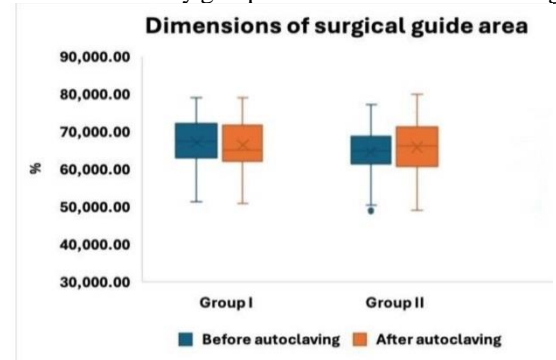 Dimensions of surgical guide area
90,000.00
80,000.00
70,000.00
60,000.00
50,000.00
40,000.00
30,000.00
%
Group I
Group II
Before autoclaving
After autoclaving